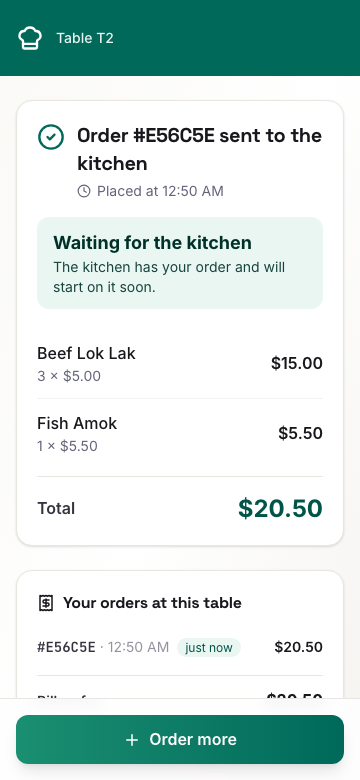 Table T2
Order #E56C5E sent to the
kitchen
Placed at 12:50 AM
Waiting for the kitchen
The kitchen has your order and will
start on it soon.
Beef Lok Lak
$15.00
3 × $5.00
Fish Amok
$5.50
1 × $5.50
Total
$20.50
Your orders at this table
#E56C5E · 12:50 AM just now $20.50
Order more